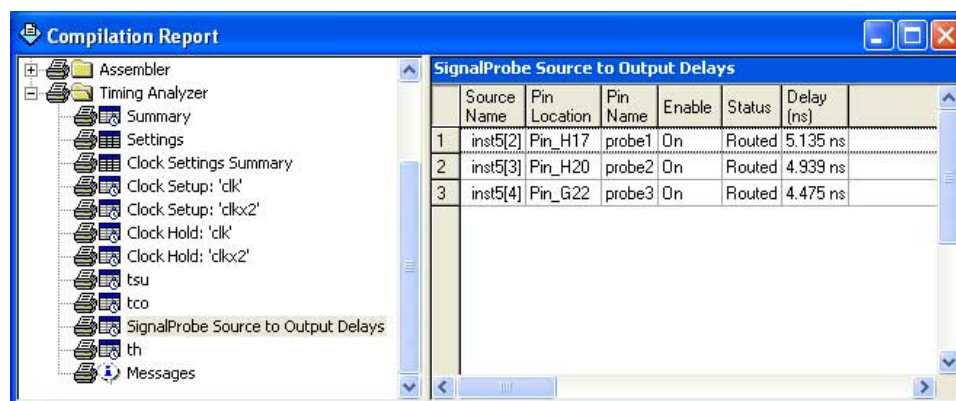 Compilation Report
Assembler
Timing Analyzer
Summary
Settings
Clock Settings Summary
Clock Setup: 'clk'
Clock Setup: 'clkx2'
Clock Hold: 'clk'
Clock Hold: 'clkx2'
tsu
tco
SignalProbe Source to Output Delays
th
Messages
SignalProbe Source to Output Delays
Source Name Pin Location Pin Name Enable Status Delay (ns)
1 inst5[2] Pin_H17 probe1 On Routed 5.135 ns
2 inst5[3] Pin_H20 probe2 On Routed 4.939 ns
3 inst5[4] Pin_G22 probe3 On Routed 4.475 ns